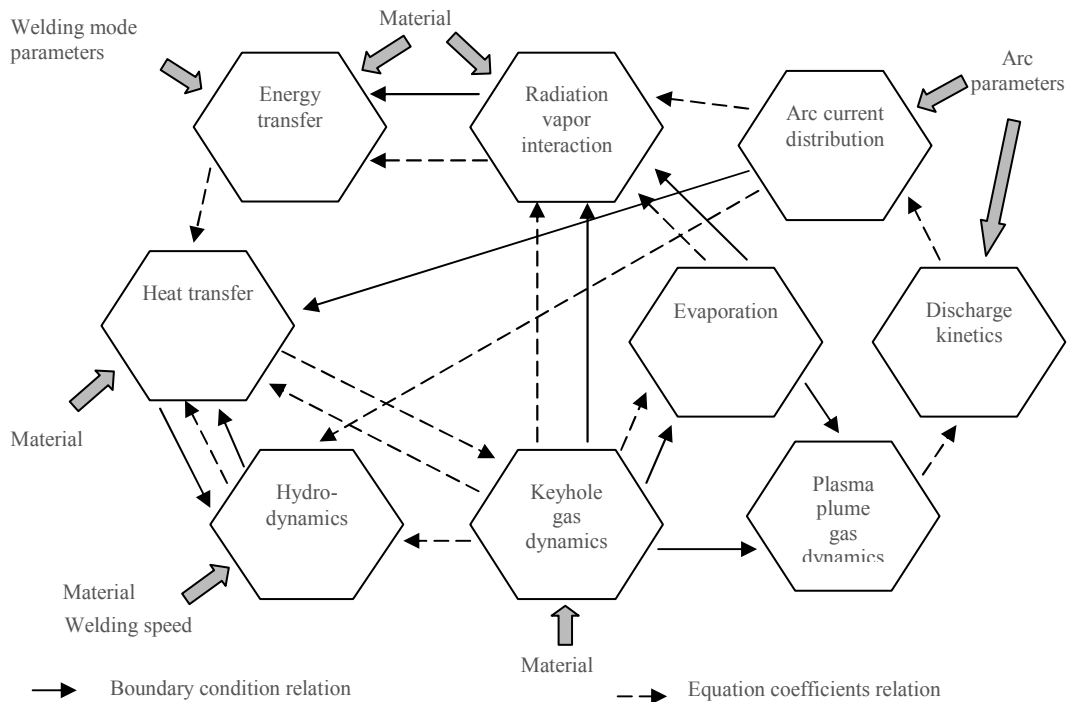 Welding mode
parameters
Material
Arc
parameters
Energy
transfer
Radiation
vapor
interaction
Arc current
distribution
Heat transfer
Evaporation
Discharge
kinetics
Material
Hydro-
dynamics
Keyhole
gas
dynamics
Plasma
plume
gas
dynamics
Material
Welding speed
Material
Boundary condition relation
Equation coefficients relation